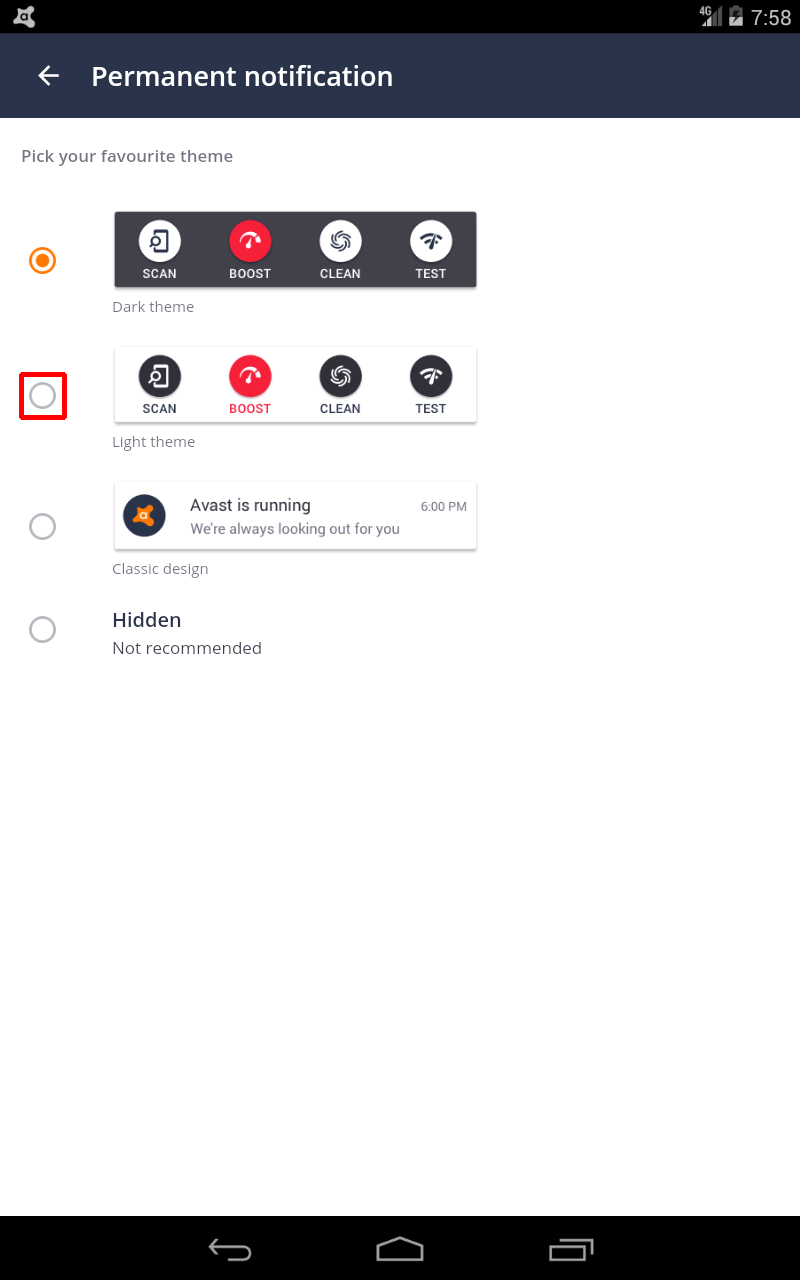 4G 7:58
Permanent notification
Pick your favourite theme
SCAN BOOST CLEAN TEST
Dark theme
SCAN BOOST CLEAN TEST
Light theme
Avast is running 6:00 PM
We're always looking out for you
Classic design
Hidden
Not recommended